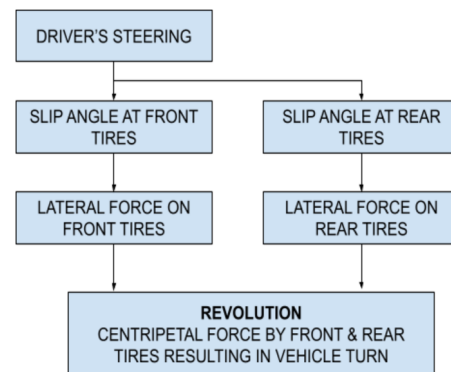 DRIVER'S STEERING
SLIP ANGLE AT FRONT
TIRES
SLIP ANGLE AT REAR
TIRES
LATERAL FORCE ON
FRONT TIRES
LATERAL FORCE ON
REAR TIRES
REVOLUTION
CENTRIPETAL FORCE BY FRONT & REAR
TIRES RESULTING IN VEHICLE TURN